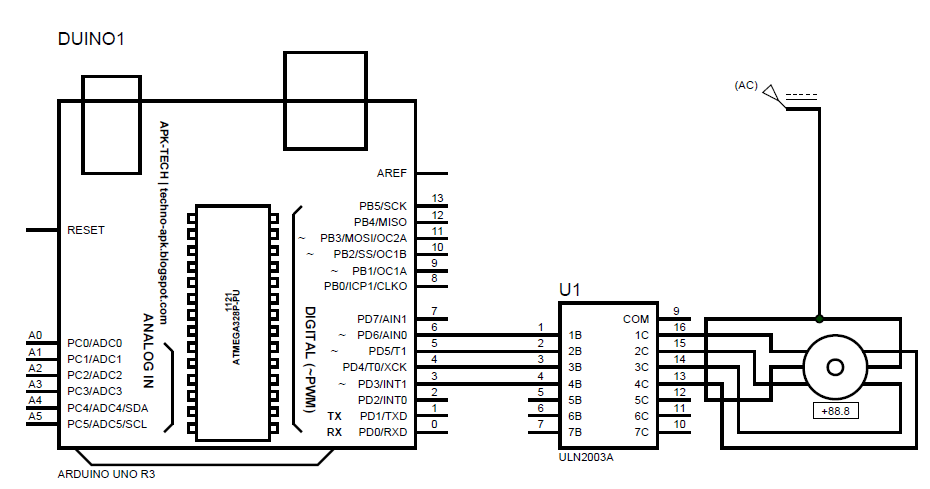 DUINO1
(AC)
APK-TECH | techno-apk.blogspot.com
AREF
PB5/SCK 13
PB4/MISO 12
RESET
~ PB3/MOSI/OC2A 11
~ PB2/SS/OC1B 10
~ PB1/OC1A 9
PB0/ICP1/CLKO 8
1121
ATMEGA328P-PU
DIGITAL (~PWM)
ANALOG IN
U1
PD7/AIN1 7
~ PD6/AIN0 6
~ PD5/T1 5
PD4/T0/XCK 4
~ PD3/INT1 3
PD2/INT0 2
TX PD1/TXD 1
RX PD0/RXD 0
A0 PC0/ADC0
A1 PC1/ADC1
A2 PC2/ADC2
A3 PC3/ADC3
A4 PC4/ADC4/SDA
A5 PC5/ADC5/SCL
COM 9
1 1B 1C 16
2 2B 2C 15
3 3B 3C 14
4 4B 4C 13
5 5B 5C 12
6 6B 6C 11
7 7B 7C 10
+88.8
ULN2003A
ARDUINO UNO R3